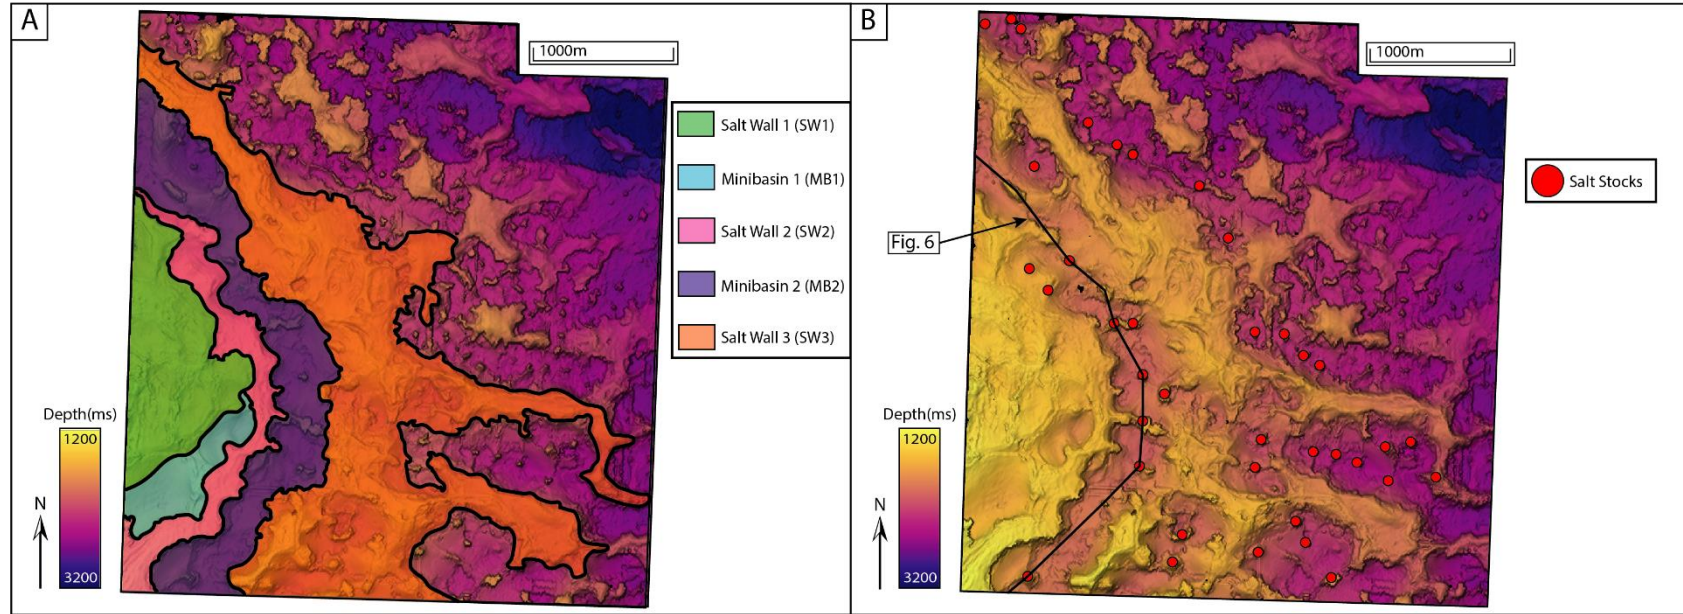 A
1000m
Salt Wall 1 (SW1)
Minibasin 1 (MB1)
Salt Wall 2 (SW2)
Minibasin 2 (MB2)
Salt Wall 3 (SW3)
Depth(ms)
1200
3200
N
B
1000m
Salt Stocks
Fig. 6
Depth(ms)
1200
3200
N